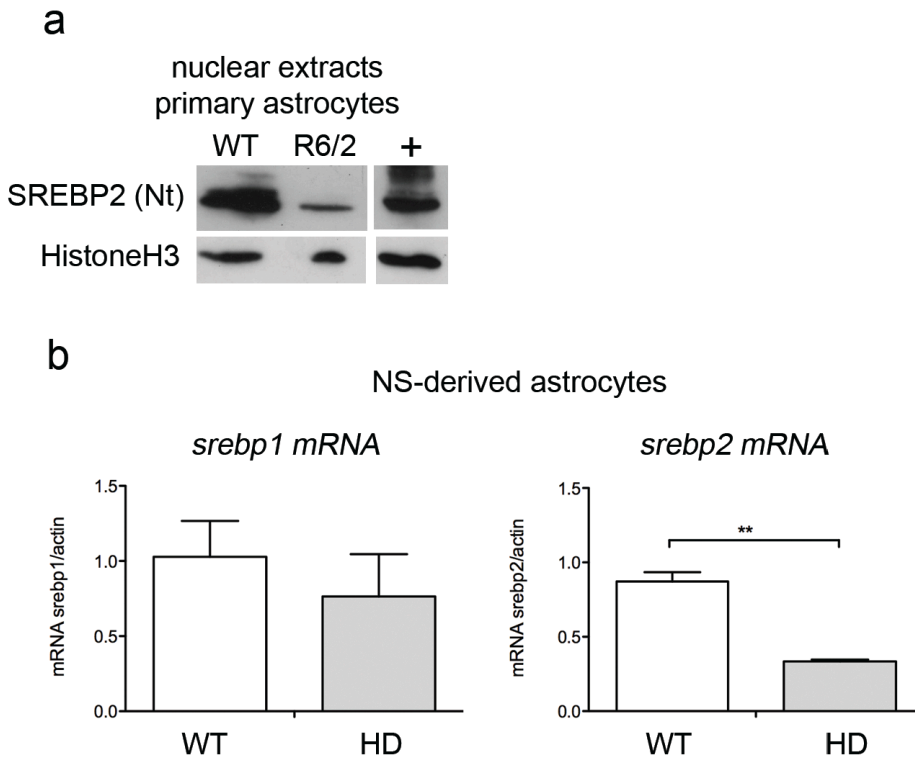 a
nuclear extracts
primary astrocytes
WT R6/2 +
SREBP2 (Nt)
HistoneH3
b
NS-derived astrocytes
srebp1 mRNA
mRNA srebp1/actin
1.5
1.0
0.5
0.0
WT HD
srebp2 mRNA
mRNA srebp2/actin
1.5
1.0
0.5
0.0
**
WT HD